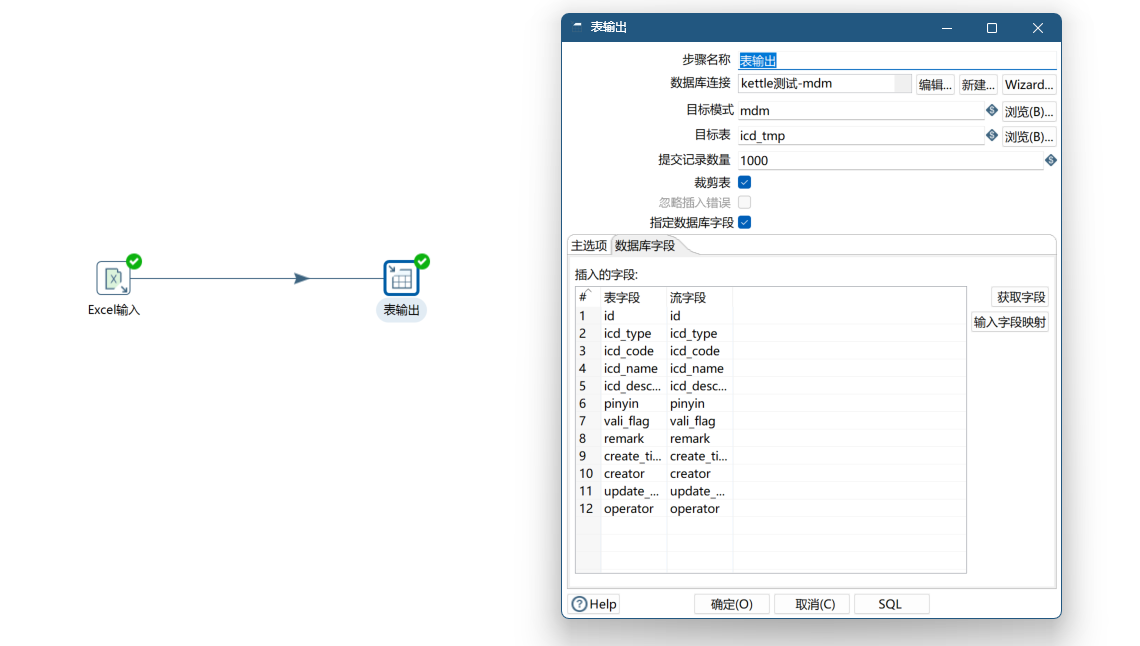 表输出
步骤名称 表输出
数据库连接 kettle测试-mdm 编辑... 新建... Wizard...
目标模式 mdm 浏览(B)...
目标表 icd_tmp 浏览(B)...
提交记录数量 1000
裁剪表
忽略插入错误
指定数据库字段
主选项 数据库字段
插入的字段:
# 表字段 流字段 获取字段
1 id id 输入字段映射
2 icd_type icd_type
3 icd_code icd_code
4 icd_name icd_name
5 icd_desc... icd_desc...
6 pinyin pinyin
7 vali_flag vali_flag
8 remark remark
9 create_ti... create_ti...
10 creator creator
11 update_... update_...
12 operator operator
Help 确定(O) 取消(C) SQL
Excel输入 表输出